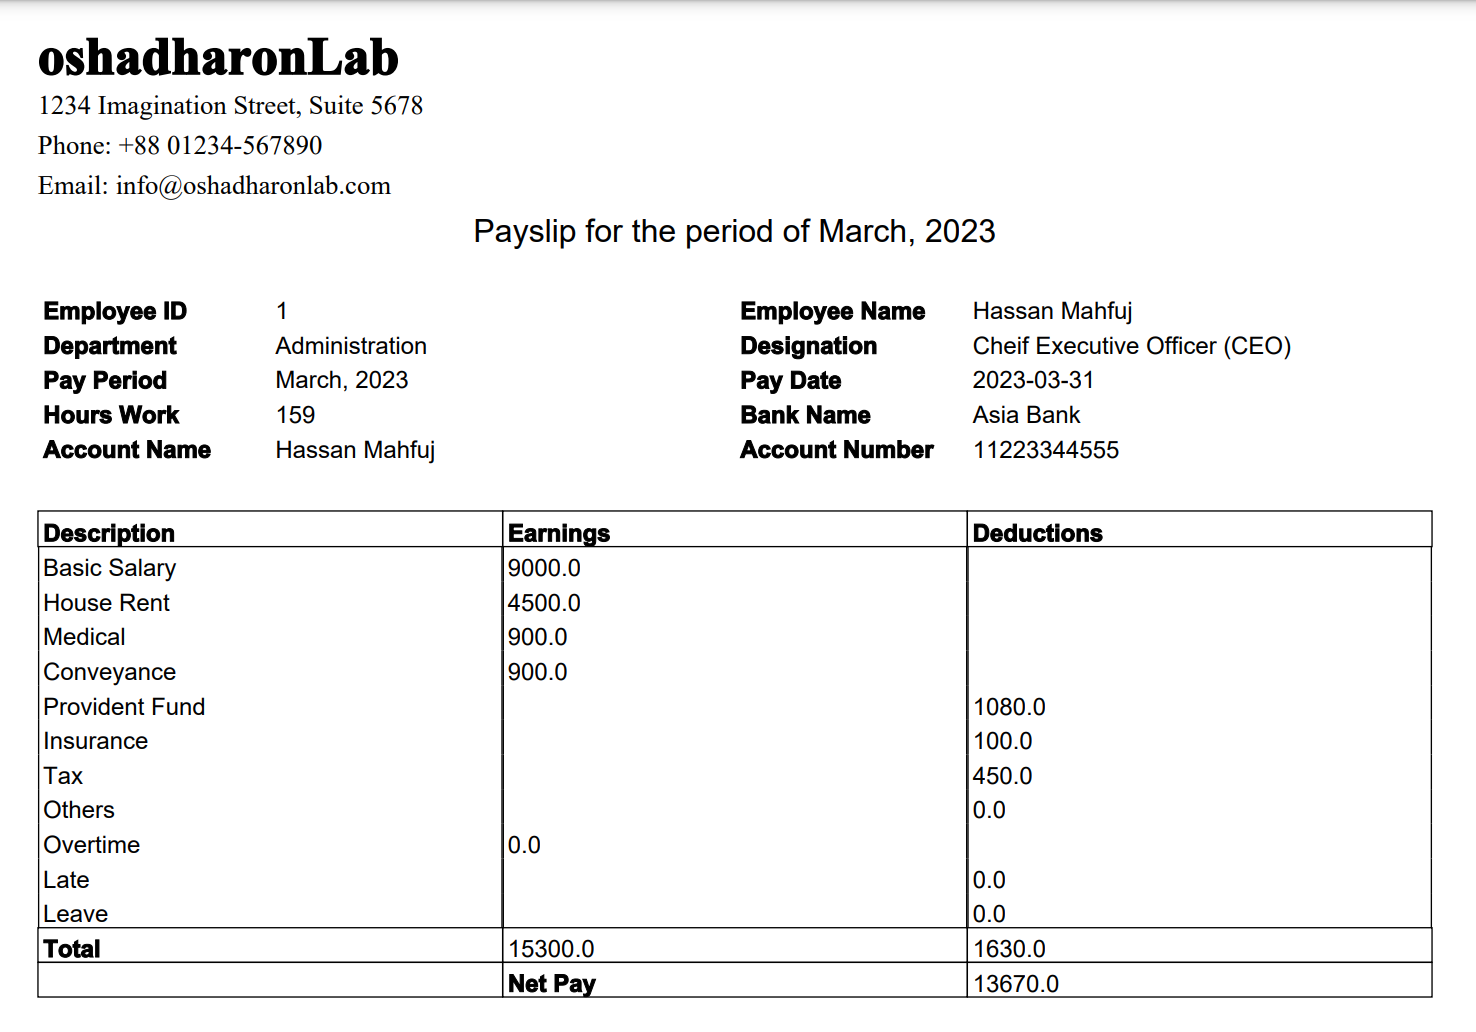 oshadharonLab
1234 Imagination Street, Suite 5678
Phone: +88 01234-567890
Email: info@oshadharonlab.com
Payslip for the period of March, 2023
Employee ID 1 Employee Name Hassan Mahfuj
Department Administration Designation Cheif Executive Officer (CEO)
Pay Period March, 2023 Pay Date 2023-03-31
Hours Work 159 Bank Name Asia Bank
Account Name Hassan Mahfuj Account Number 11223344555
Description Earnings Deductions
Basic Salary 9000.0
House Rent 4500.0
Medical 900.0
Conveyance 900.0
Provident Fund 1080.0
Insurance 100.0
Tax 450.0
Others 0.0
Overtime 0.0
Late 0.0
Leave 0.0
Total 15300.0 1630.0
Net Pay 13670.0